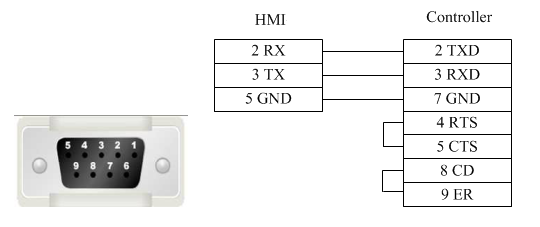 HMI
Controller
2 RX
2 TXD
3 TX
3 RXD
5 GND
7 GND
4 RTS
5 CTS
8 CD
9 ER
5 4 3 2 1
9 8 7 6